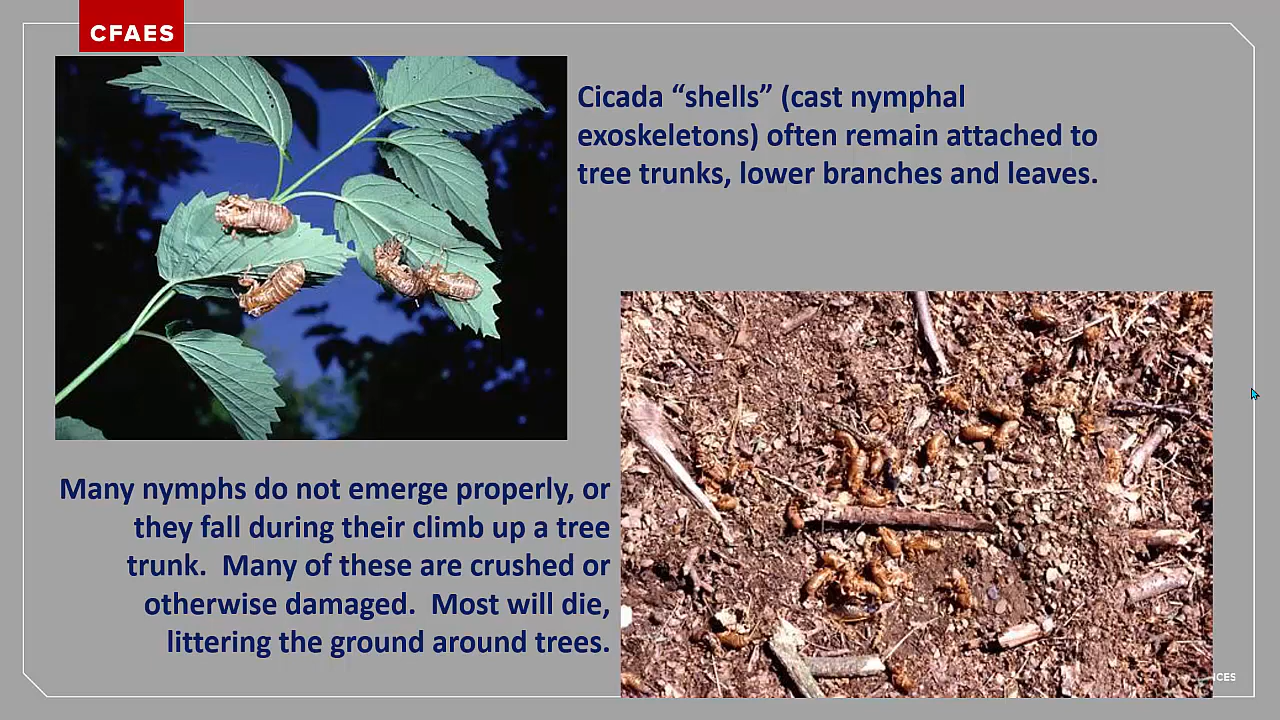 CFAES
Cicada “shells” (cast nymphal
exoskeletons) often remain attached to
tree trunks, lower branches and leaves.
Many nymphs do not emerge properly, or
they fall during their climb up a tree
trunk.  Many of these are crushed or
otherwise damaged.  Most will die,
littering the ground around trees.